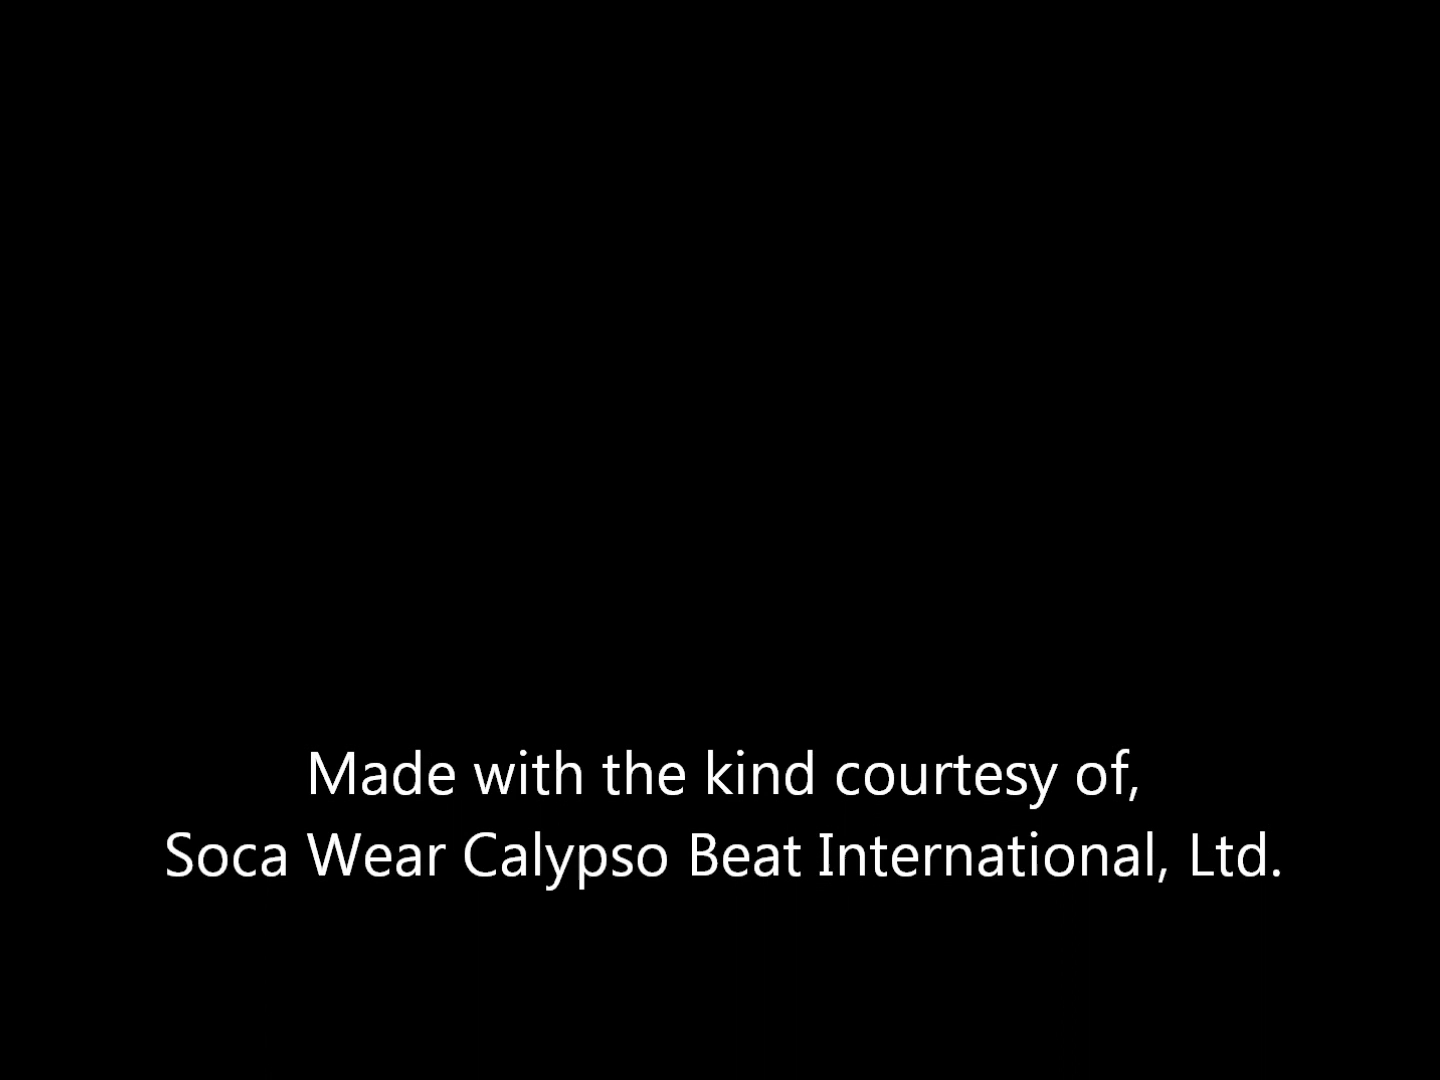 Made with the kind courtesy of,
Soca Wear Calypso Beat International, Ltd.